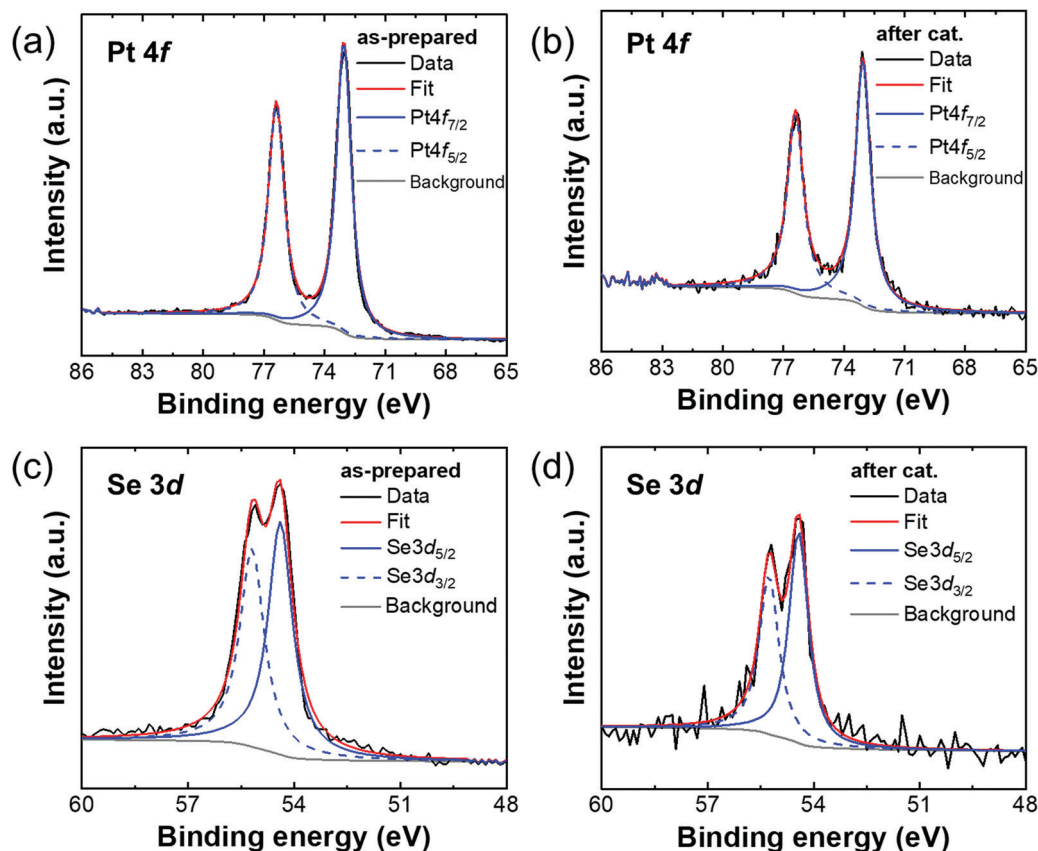 (a)
Pt 4f
as-prepared
Data
Fit
Pt4f7/2
Pt4f5/2
Background
Intensity (a.u.)
86 83 80 77 74 71 68 65
Binding energy (eV)
(b)
Pt 4f
after cat.
Data
Fit
Pt4f7/2
Pt4f5/2
Background
Intensity (a.u.)
86 83 80 77 74 71 68 65
Binding energy (eV)
(c)
Se 3d
as-prepared
Data
Fit
Se3d5/2
Se3d3/2
Background
Intensity (a.u.)
60 57 54 51 48
Binding energy (eV)
(d)
Se 3d
after cat.
Data
Fit
Se3d5/2
Se3d3/2
Background
Intensity (a.u.)
60 57 54 51 48
Binding energy (eV)